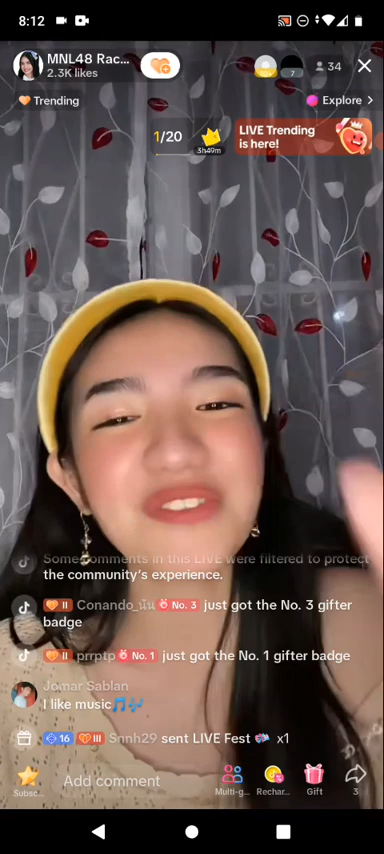 8:12
MNL48 Rac...
2.3K likes
7
34
Trending
Explore >
1/20
3h49m
LIVE Trending
is here!
Some comments in this LIVE were filtered to protect
the community's experience.
II Conando_นัน No. 3 just got the No. 3 gifter
badge
II prrptp No. 1 just got the No. 1 gifter badge
Jomar Sablan
I like music🎵🎶
16 III Snnh29 sent LIVE Fest x1
Subsc...
Add comment
Multi-g...
Rechar...
Gift
3